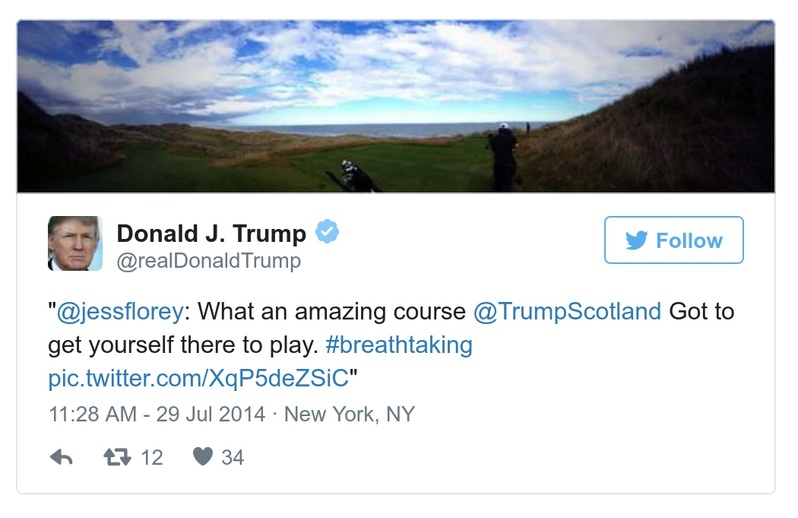 Donald J. Trump
@realDonaldTrump
Follow
"@jessflorey: What an amazing course @TrumpScotland Got to
get yourself there to play. #breathtaking
pic.twitter.com/XqP5deZSiC"
11:28 AM - 29 Jul 2014 · New York, NY
12
34